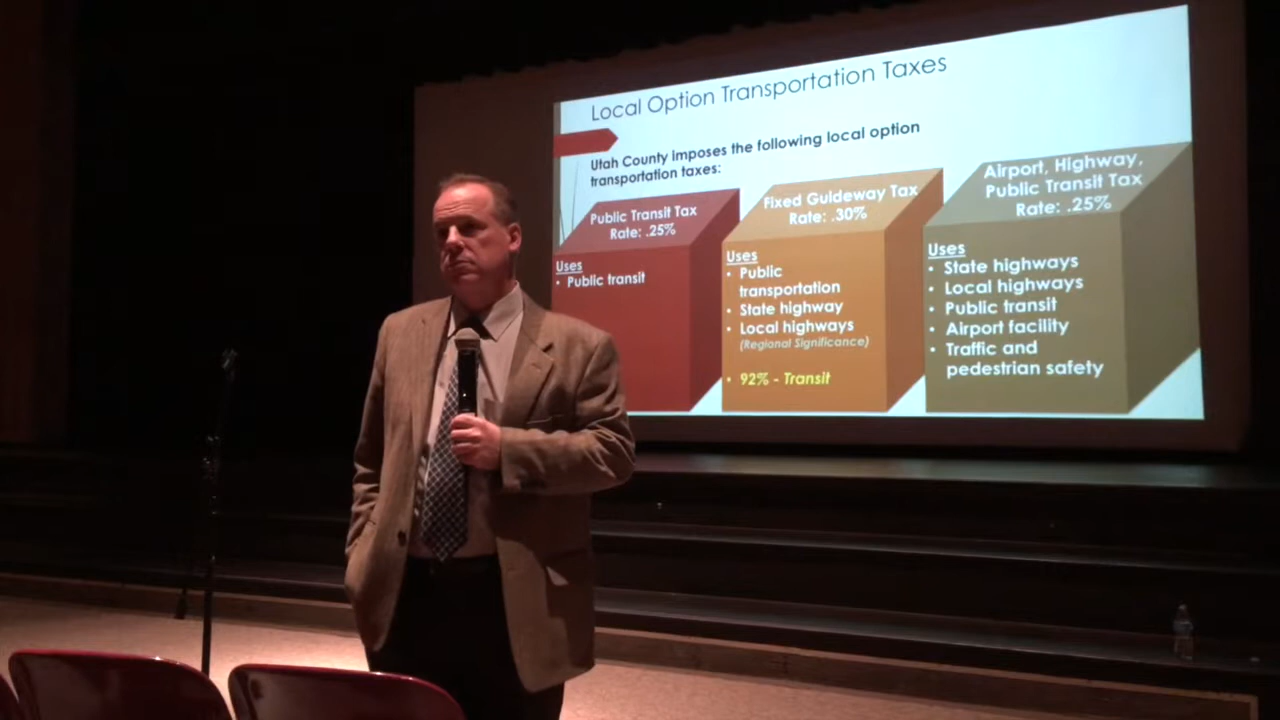 Local Option Transportation Taxes
Utah County imposes the following local option
transportation taxes:
Public Transit Tax
Rate: .25%
Uses
• Public transit
Fixed Guideway Tax
Rate: .30%
Uses
• Public
transportation
• State highway
• Local highways
(Regional Significance)
• 92% - Transit
Airport, Highway,
Public Transit Tax
Rate: .25%
Uses
• State highways
• Local highways
• Public transit
• Airport facility
• Traffic and
pedestrian safety